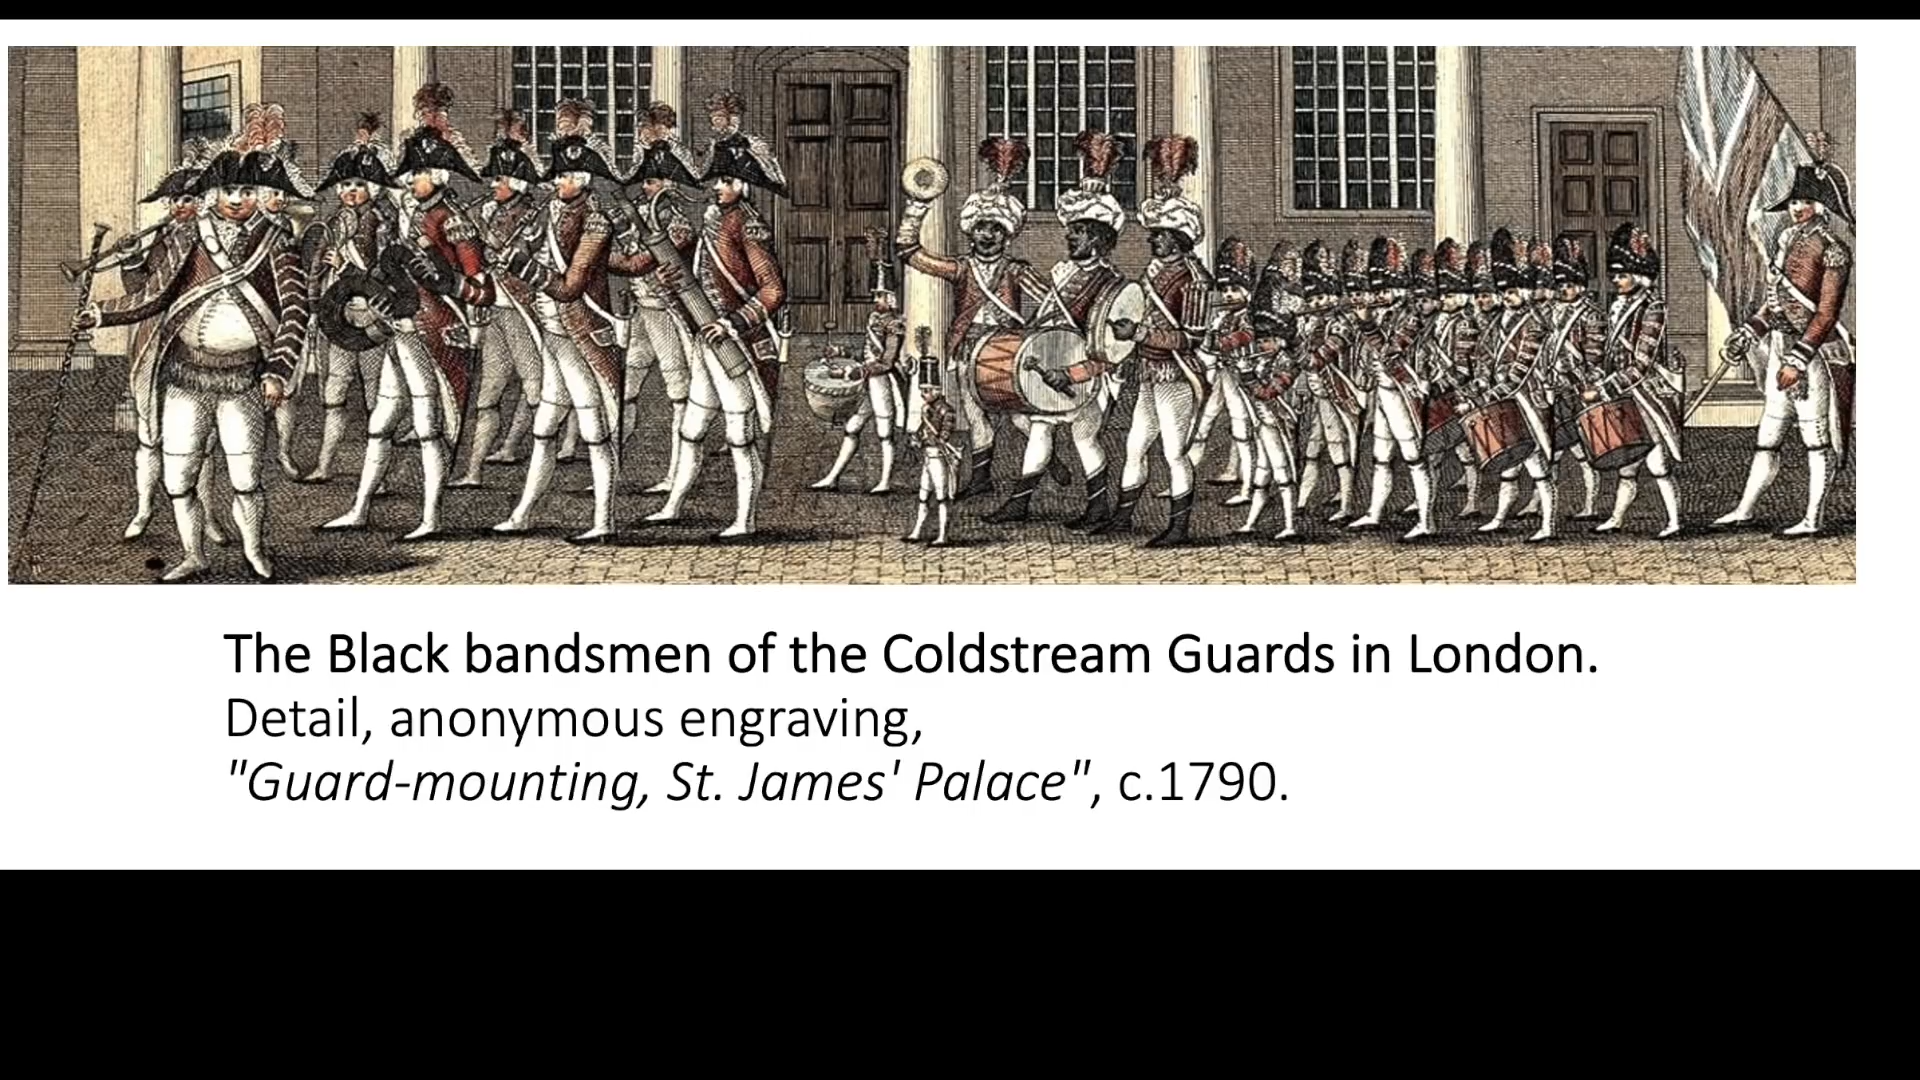 The Black bandsmen of the Coldstream Guards in London.
Detail, anonymous engraving,
"Guard-mounting, St. James' Palace", c.1790.